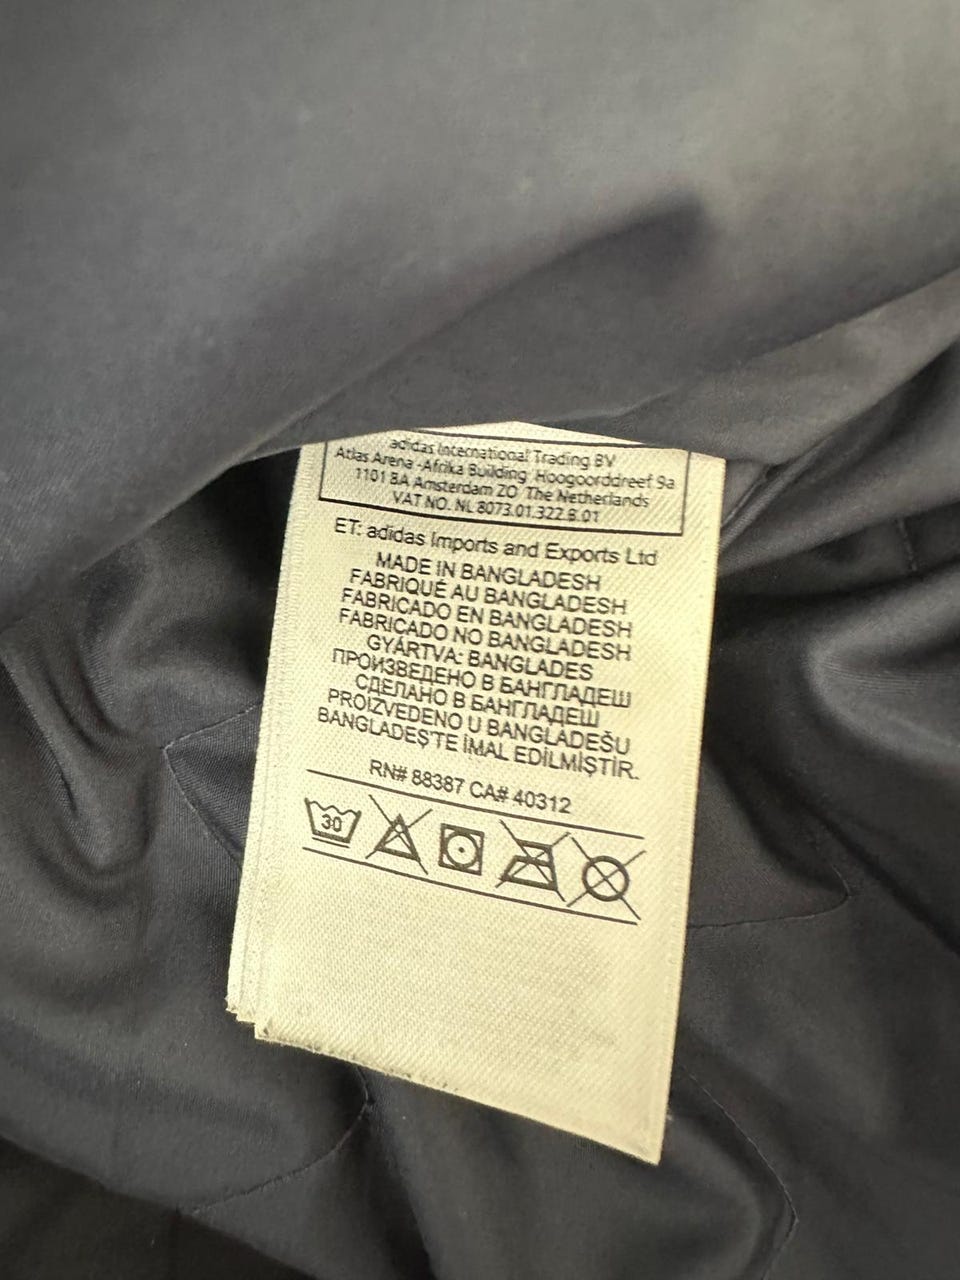 adidas International Trading BV
Atlas Arena -Afrika Building Hoogoorddreef 9a
1101 BA Amsterdam ZO The Netherlands
VAT NO. NL 8073.01.322.B.01
ET: adidas Imports and Exports Ltd
MADE IN BANGLADESH
FABRIQUÉ AU BANGLADESH
FABRICADO EN BANGLADESH
FABRICADO NO BANGLADESH
GYÁRTVA: BANGLADES
ПРОИЗВЕДЕНО В БАНГЛАДЕШ
СДЕЛАНО В БАНГЛАДЕШ
PROIZVEDENO U BANGLADEŠU
BANGLADEŞ'TE İMAL EDİLMİŞTİR.
RN# 88387 CA# 40312
30